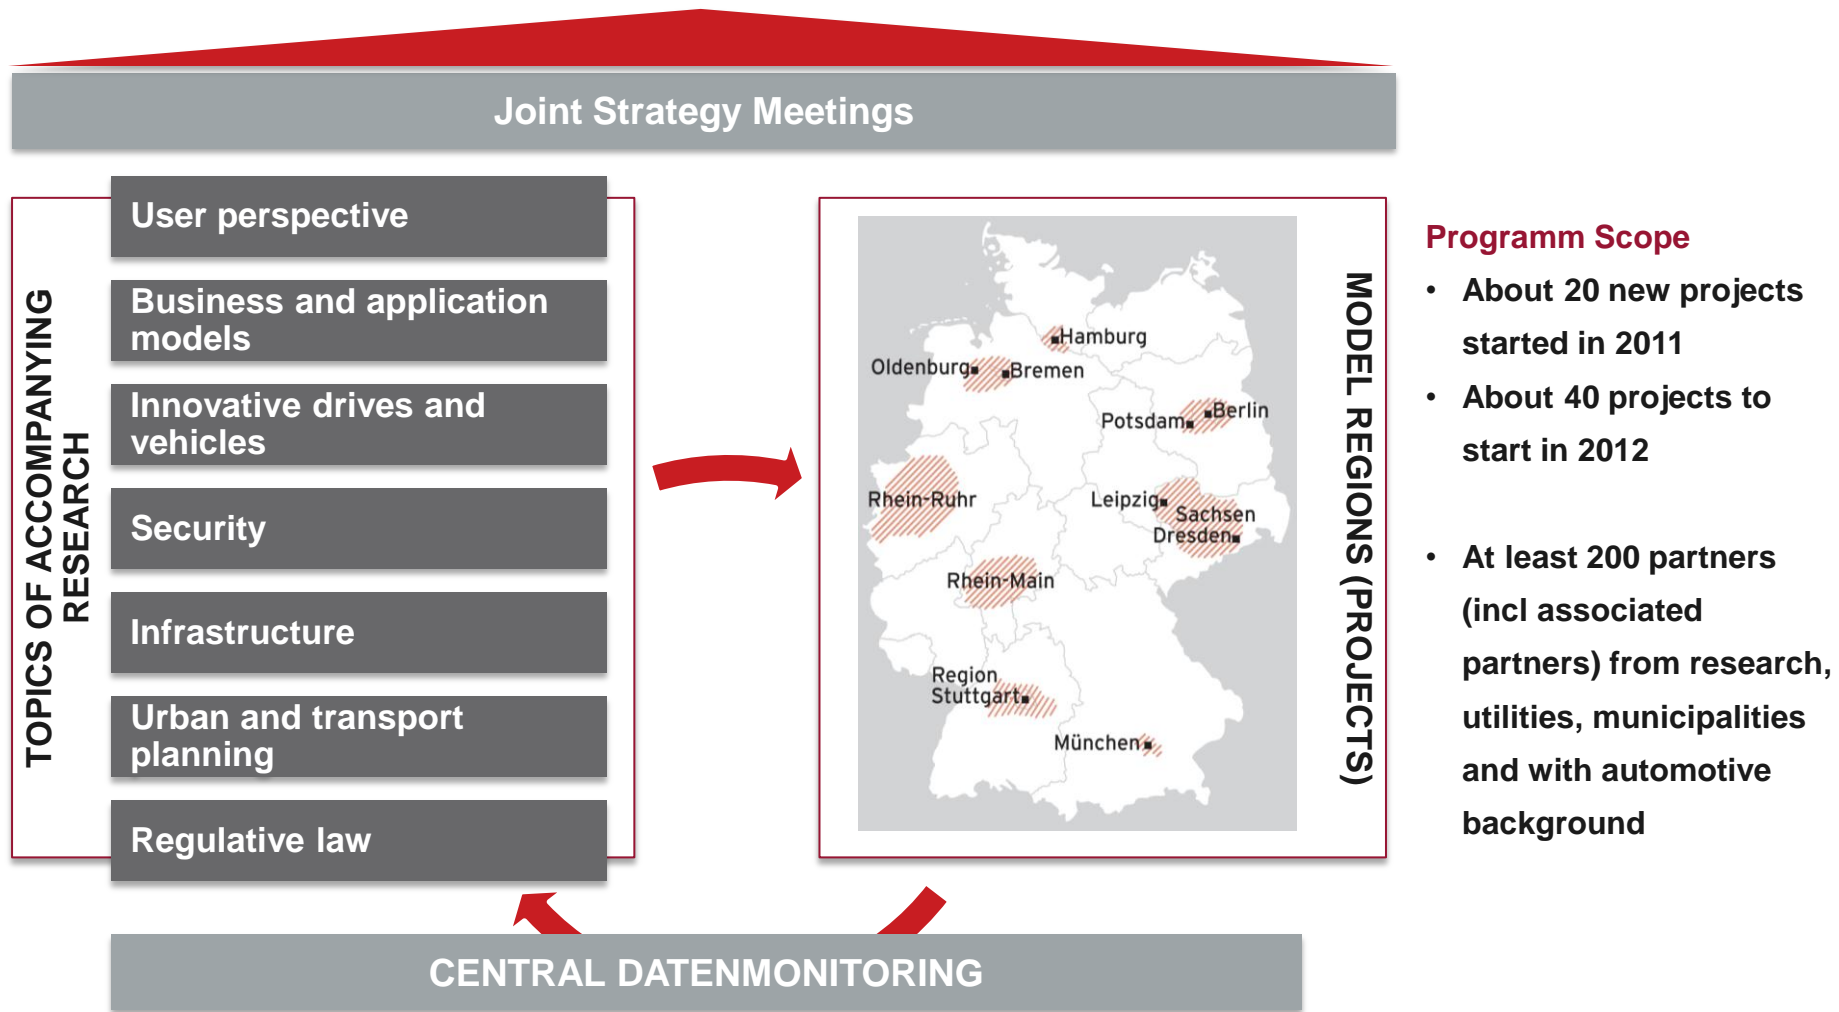 Joint Strategy Meetings
TOPICS OF ACCOMPANYING
RESEARCH
User perspective
Business and application
models
Innovative drives and
vehicles
Security
Infrastructure
Urban and transport
planning
Regulative law
Hamburg
Oldenburg
Bremen
Berlin
Potsdam
Rhein-Ruhr
Leipzig
Sachsen
Dresden
Rhein-Main
Region
Stuttgart
München
MODEL REGIONS (PROJECTS)
Programm Scope
• About 20 new projects
started in 2011
• About 40 projects to
start in 2012
• At least 200 partners
(incl associated
partners) from research,
utilities, municipalities
and with automotive
background
CENTRAL DATENMONITORING